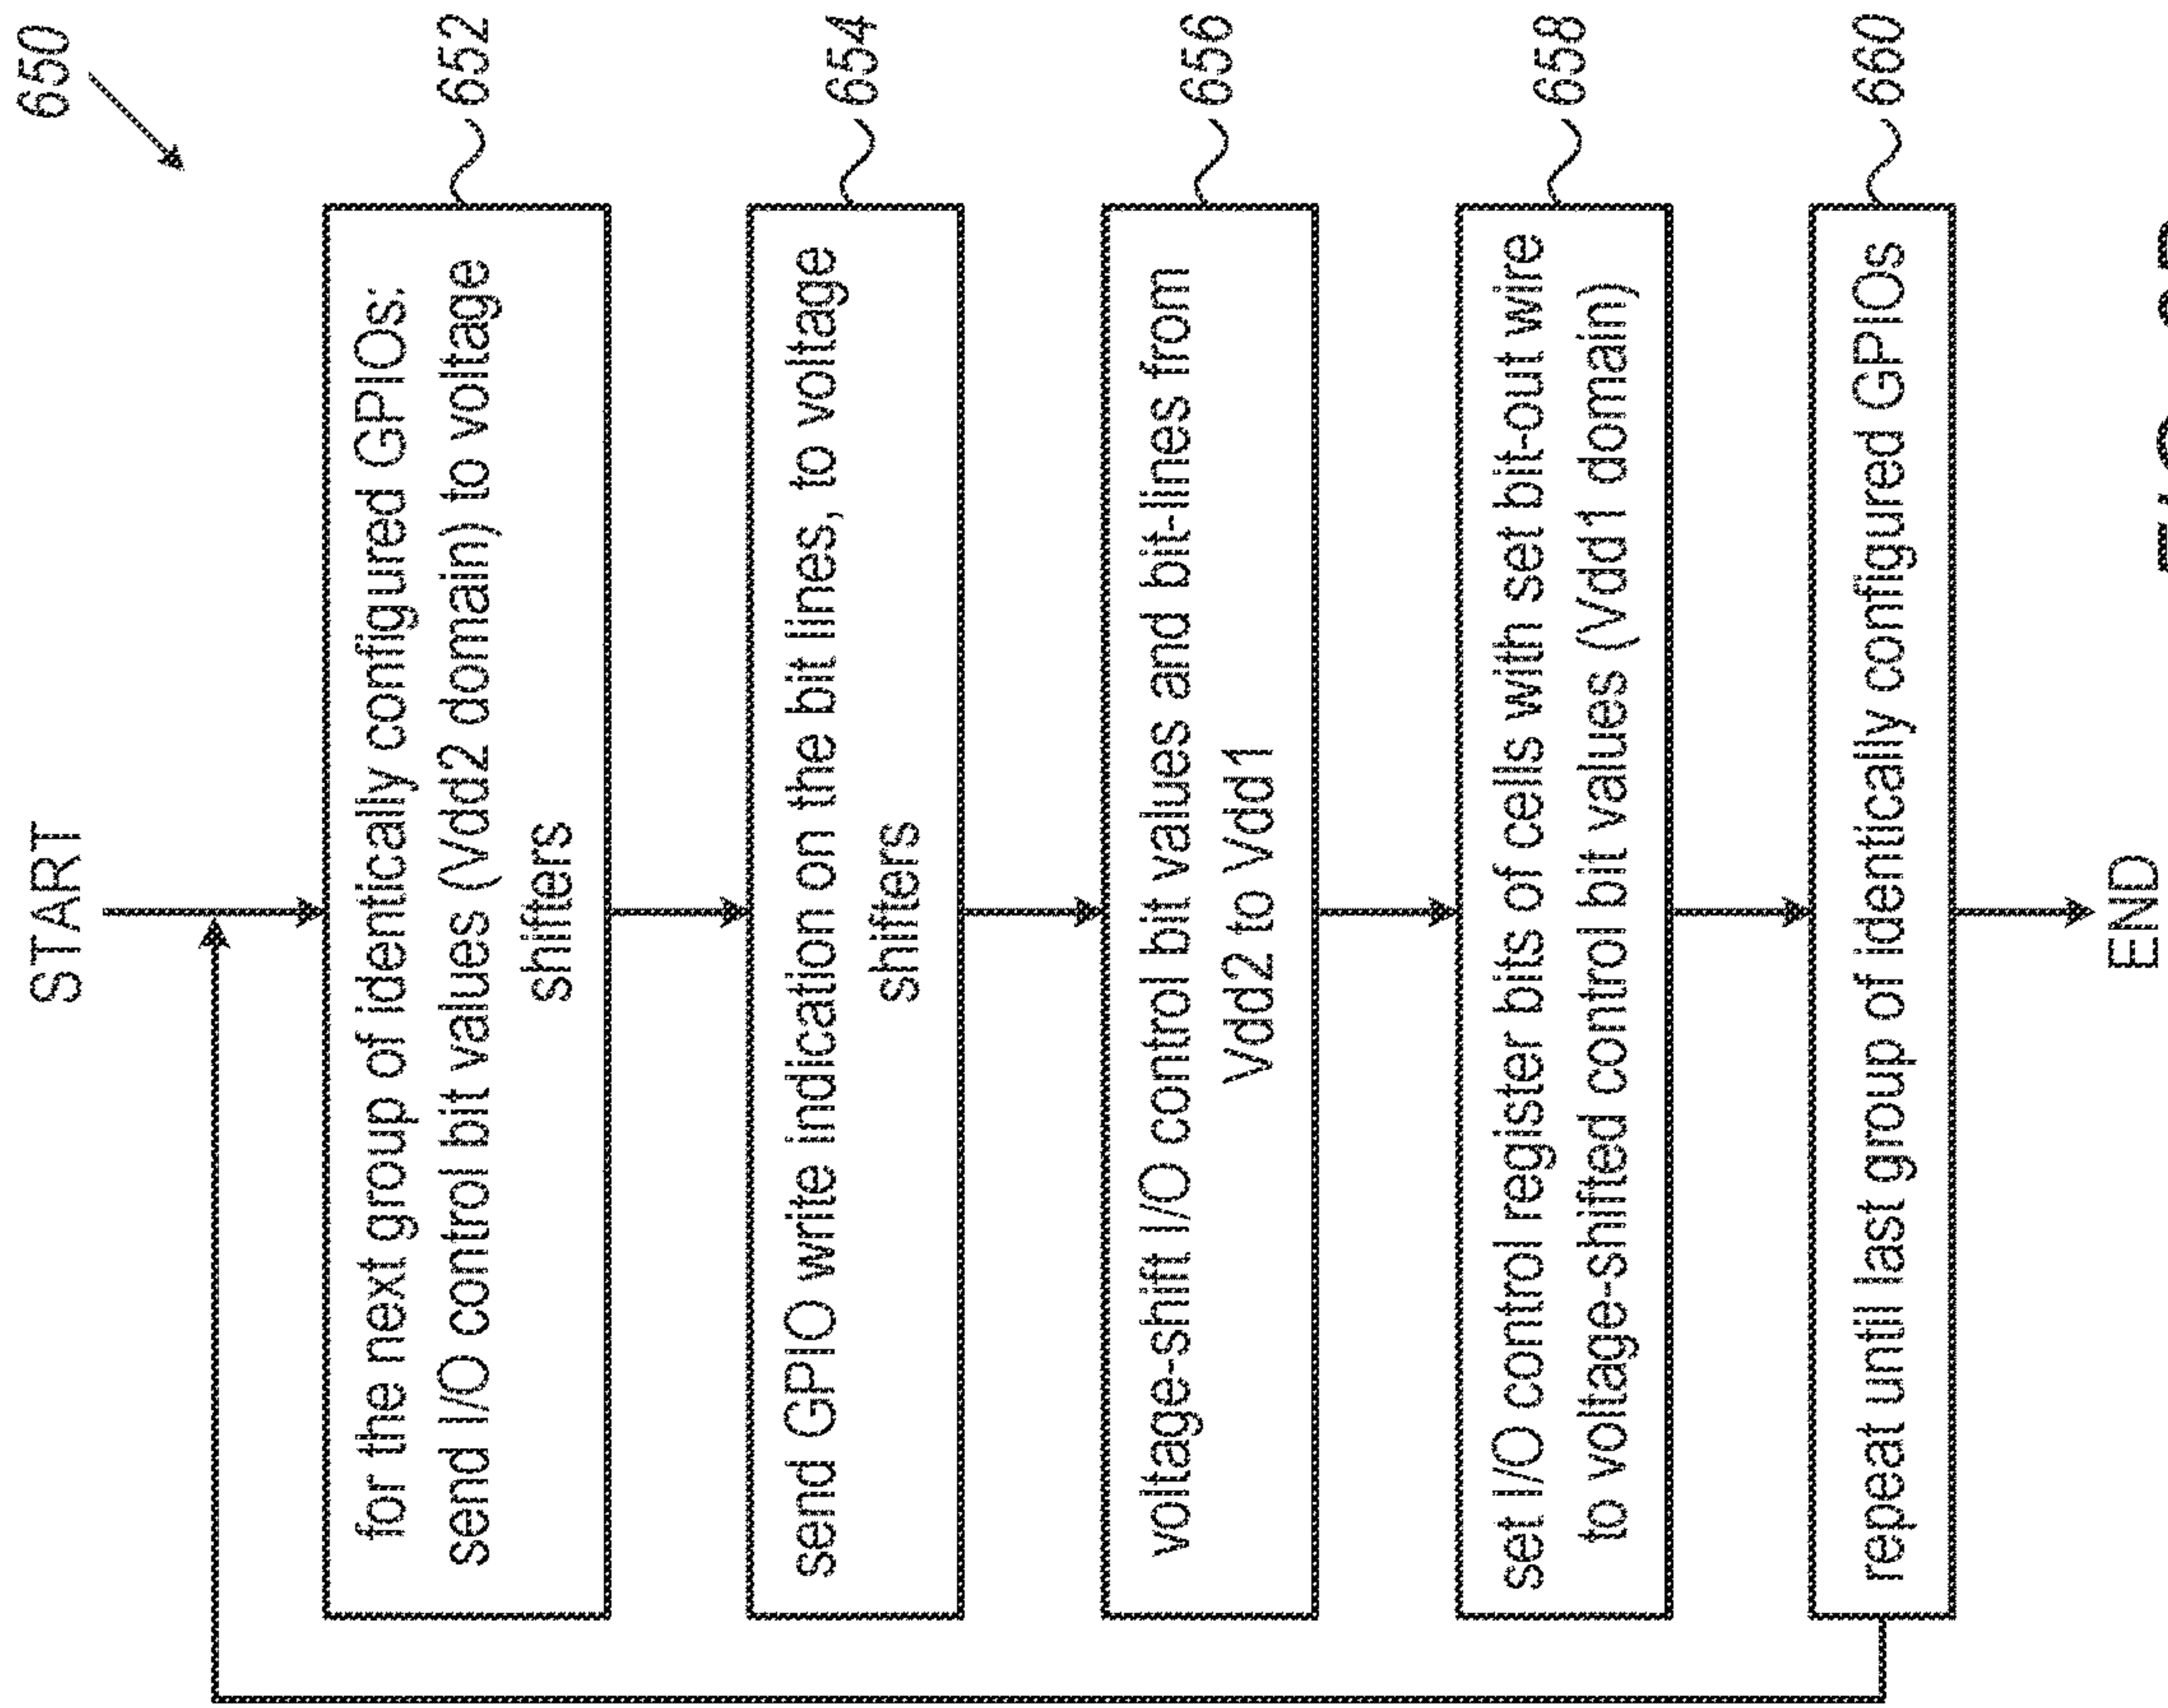 650
START
for the next group of identically configured GPIOs:
send I/O control bit values (Vdd2 domain) to voltage
shifters
652
send GPIO write indication on the bit lines, to voltage
shifters
654
voltage-shift I/O control bit values and bit-lines from
Vdd2 to Vdd1
656
set I/O control register bits of cells with set bit-out wire
to voltage-shifted control bit values (Vdd1 domain)
658
repeat until last group of identically configured GPIOs
660
END